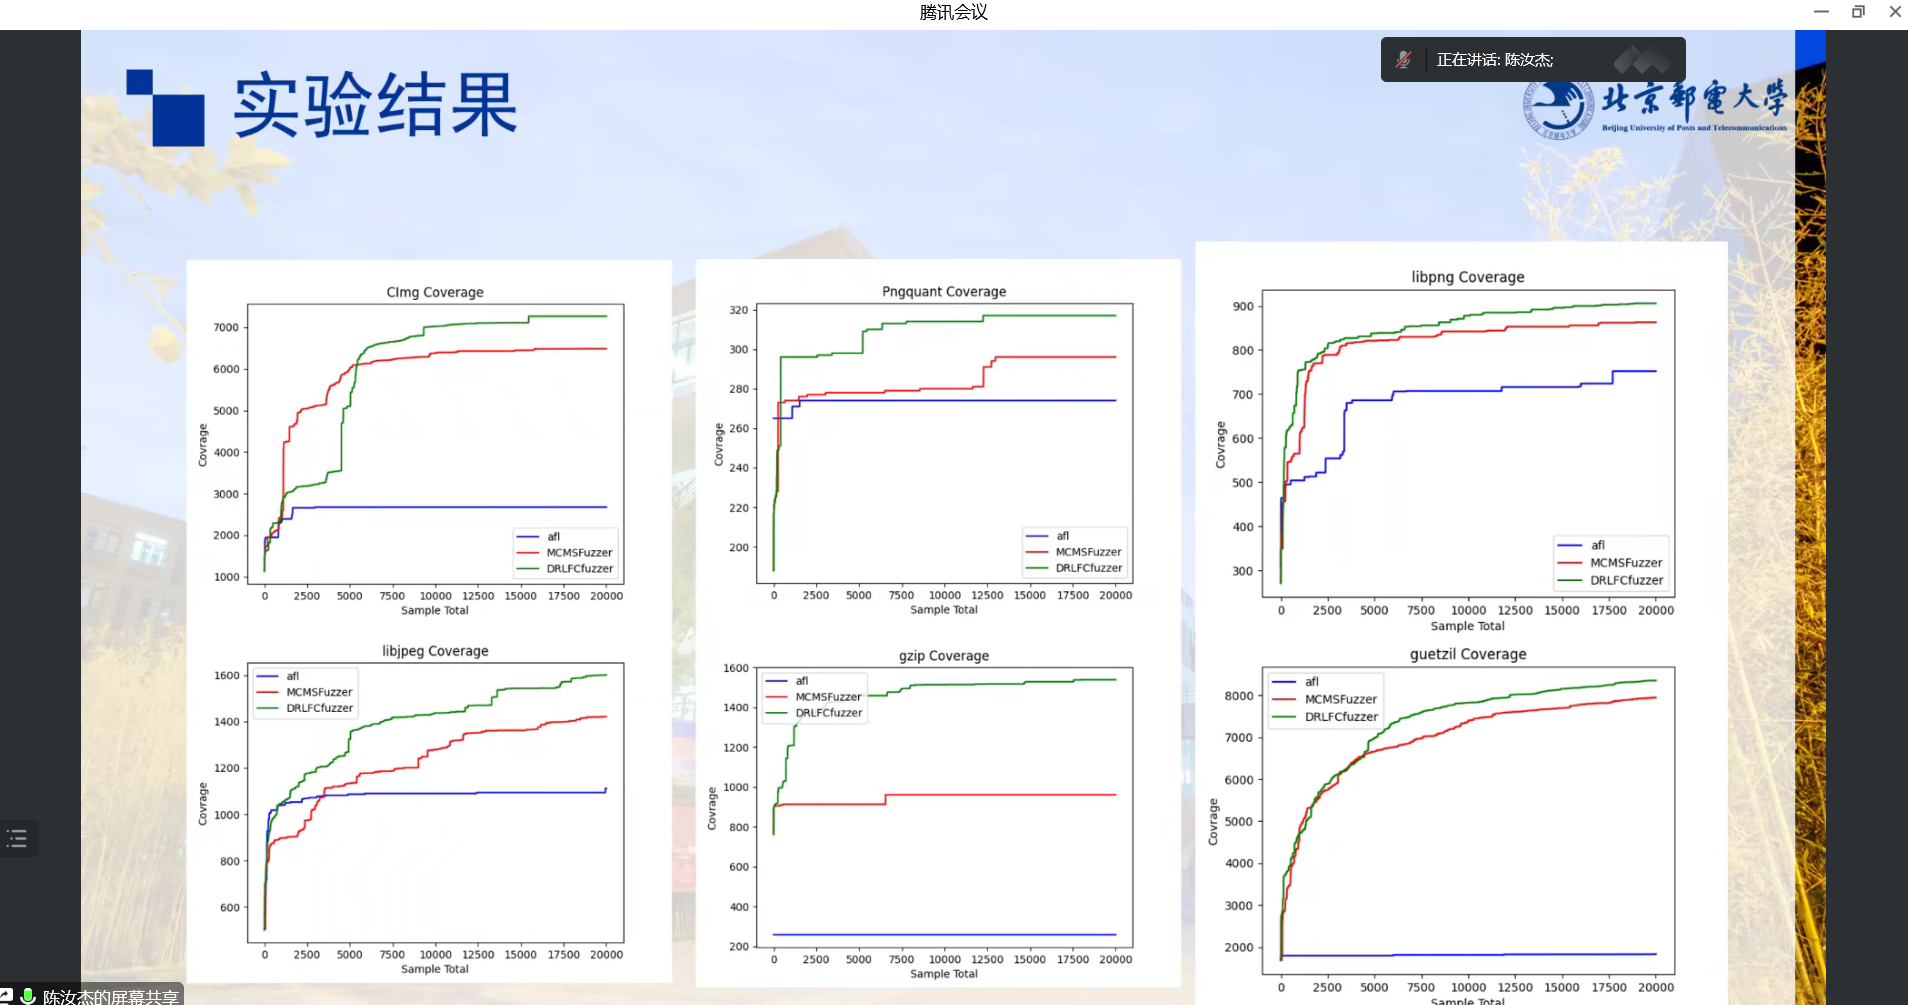 腾讯会议
正在讲话: 陈汝杰;
实验结果
北京邮电大学
Beijing University of Posts and Telecommunications
CImg Coverage
7000
6000
5000
4000
3000
2000
1000
Covrage
afl
MCMSFuzzer
DRLFCfuzzer
0 2500 5000 7500 10000 12500 15000 17500 20000
Sample Total
Pngquant Coverage
320
300
280
260
240
220
200
Covrage
afl
MCMSFuzzer
DRLFCfuzzer
0 2500 5000 7500 10000 12500 15000 17500 20000
Sample Total
libpng Coverage
900
800
700
600
500
400
300
Covrage
afl
MCMSFuzzer
DRLFCfuzzer
0 2500 5000 7500 10000 12500 15000 17500 20000
Sample Total
libjpeg Coverage
1600
1400
1200
1000
800
600
Covrage
afl
MCMSFuzzer
DRLFCfuzzer
0 2500 5000 7500 10000 12500 15000 17500 20000
Sample Total
gzip Coverage
1600
1400
1200
1000
800
600
400
200
Covrage
afl
MCMSFuzzer
DRLFCfuzzer
0 2500 5000 7500 10000 12500 15000 17500 20000
Sample Total
guetzil Coverage
8000
7000
6000
5000
4000
3000
2000
Covrage
afl
MCMSFuzzer
DRLFCfuzzer
0 2500 5000 7500 10000 12500 15000 17500 20000
Sample Total
陈汝杰的屏幕共享